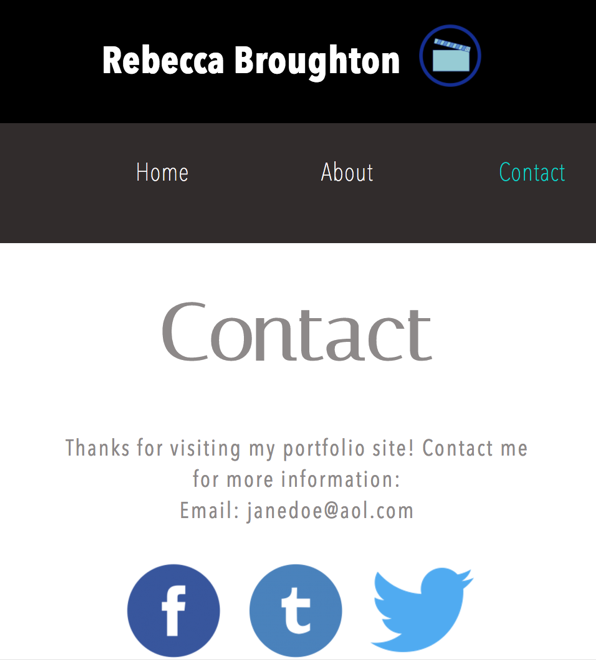 Rebecca Broughton
Home About Contact
Contact
Thanks for visiting my portfolio site! Contact me
for more information:
Email: janedoe@aol.com
f t